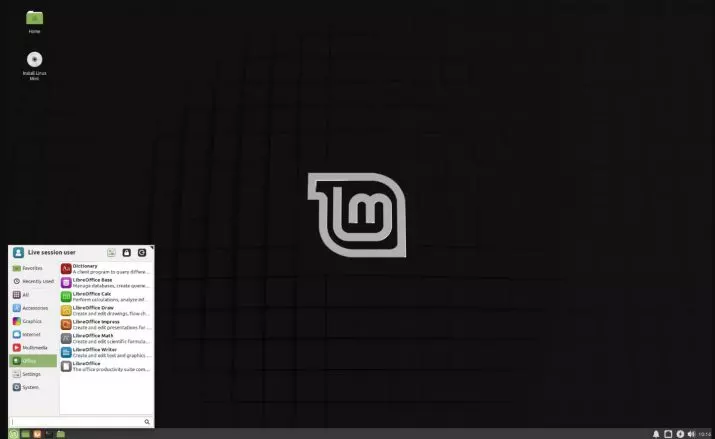 Home
Install Linux
Mint
Live session user
Favorites
Recently Used
All
Accessories
Graphics
Internet
Multimedia
Office
Settings
System
Dictionary
A client program to query differe...
LibreOffice Base
Manage databases, create querie...
LibreOffice Calc
Perform calculations, analyze inf...
LibreOffice Draw
Create and edit drawings, flow ch...
LibreOffice Impress
Create and edit presentations for ...
LibreOffice Math
Create and edit scientific formula...
LibreOffice Writer
Create and edit text and graphics ...
LibreOffice
The office productivity suite com...